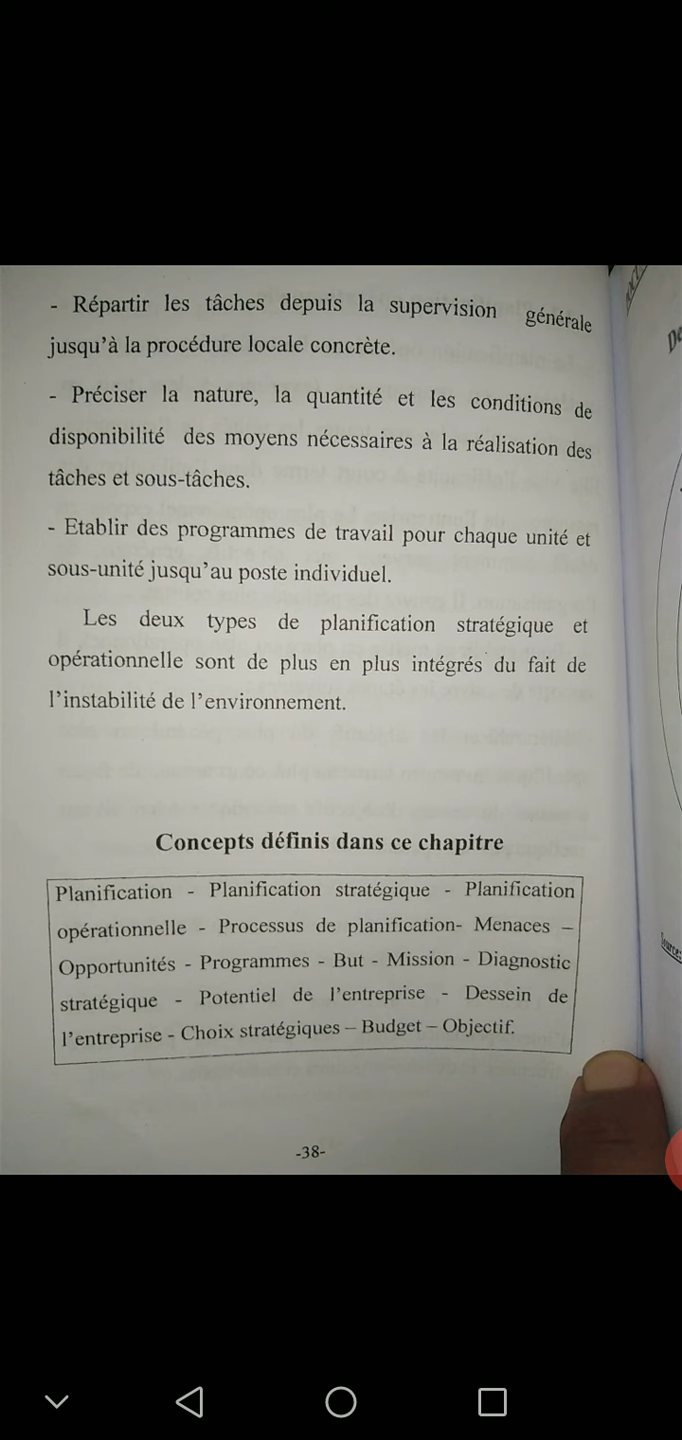 - Répartir les tâches depuis la supervision générale
jusqu'à la procédure locale concrète.
- Préciser la nature, la quantité et les conditions de
disponibilité des moyens nécessaires à la réalisation des
tâches et sous-tâches.
- Etablir des programmes de travail pour chaque unité et
sous-unité jusqu'au poste individuel.
Les deux types de planification stratégique et
opérationnelle sont de plus en plus intégrés du fait de
l'instabilité de l'environnement.
Concepts définis dans ce chapitre
Planification - Planification stratégique - Planification
opérationnelle - Processus de planification- Menaces –
Opportunités - Programmes - But - Mission - Diagnostic
stratégique - Potentiel de l'entreprise - Dessein de
l'entreprise - Choix stratégiques – Budget – Objectif.
-38-